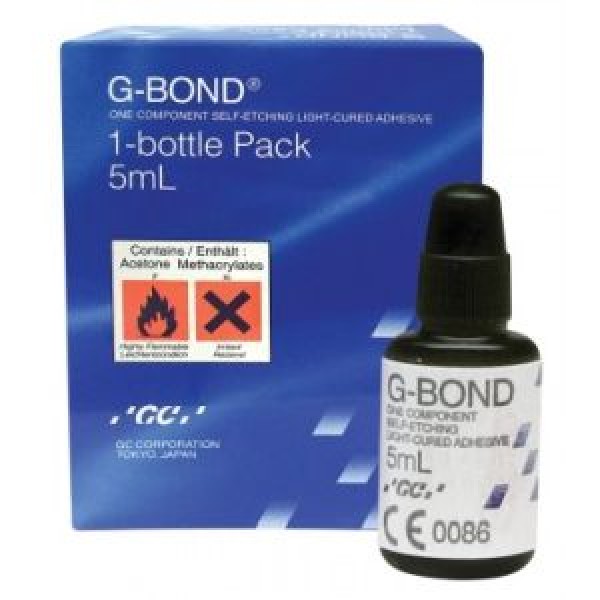 G-BOND®
ONE COMPONENT SELF-ETCHING LIGHT-CURED ADHESIVE
1-bottle Pack
5mL
Contains / Enthält :
Acetone Methacrylates
Highly Flammable
Leichtentzündlich
Irritant
Reizend
GC
GC CORPORATION
TOKYO, JAPAN
G-BOND
ONE COMPONENT
SELF-ETCHING
LIGHT-CURED ADHESIVE
5mL
GC
CE 0086